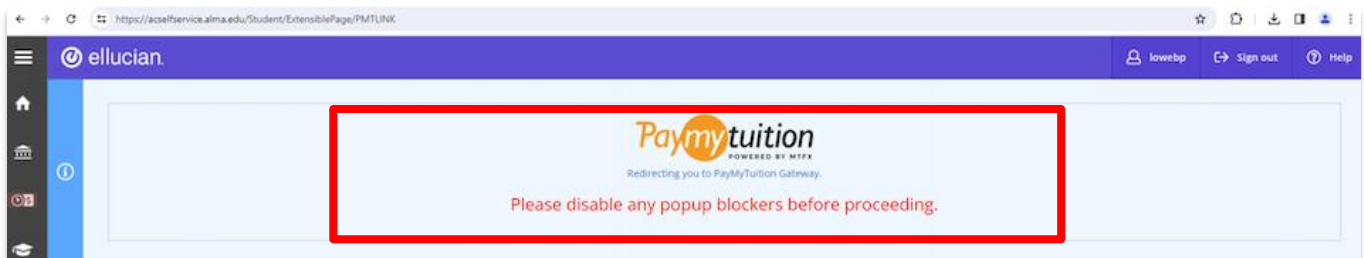 https://acselfservice.alma.edu/Student/ExtensiblePage/PMTLINK
ellucian.
lowebp
Sign out
Help
Paymytuition
POWERED BY MTFX
Redirecting you to PayMyTuition Gateway.
Please disable any popup blockers before proceeding.